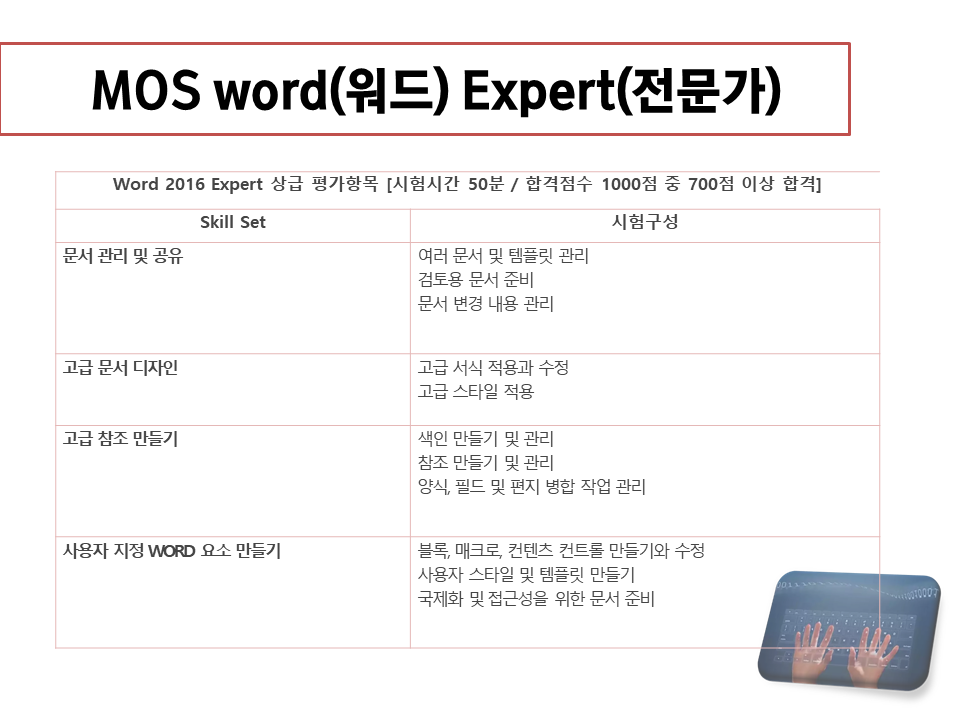 MOS word(워드) Expert(전문가)
Word 2016 Expert 상급 평가항목 [시험시간 50분 / 합격점수 1000점 중 700점 이상 합격]
Skill Set
시험구성
문서 관리 및 공유
여러 문서 및 템플릿 관리
검토용 문서 준비
문서 변경 내용 관리
고급 문서 디자인
고급 서식 적용과 수정
고급 스타일 적용
고급 참조 만들기
색인 만들기 및 관리
참조 만들기 및 관리
양식, 필드 및 편지 병합 작업 관리
사용자 지정 WORD 요소 만들기
블록, 매크로, 컨텐츠 컨트롤 만들기와 수정
사용자 스타일 및 템플릿 만들기
국제화 및 접근성을 위한 문서 준비